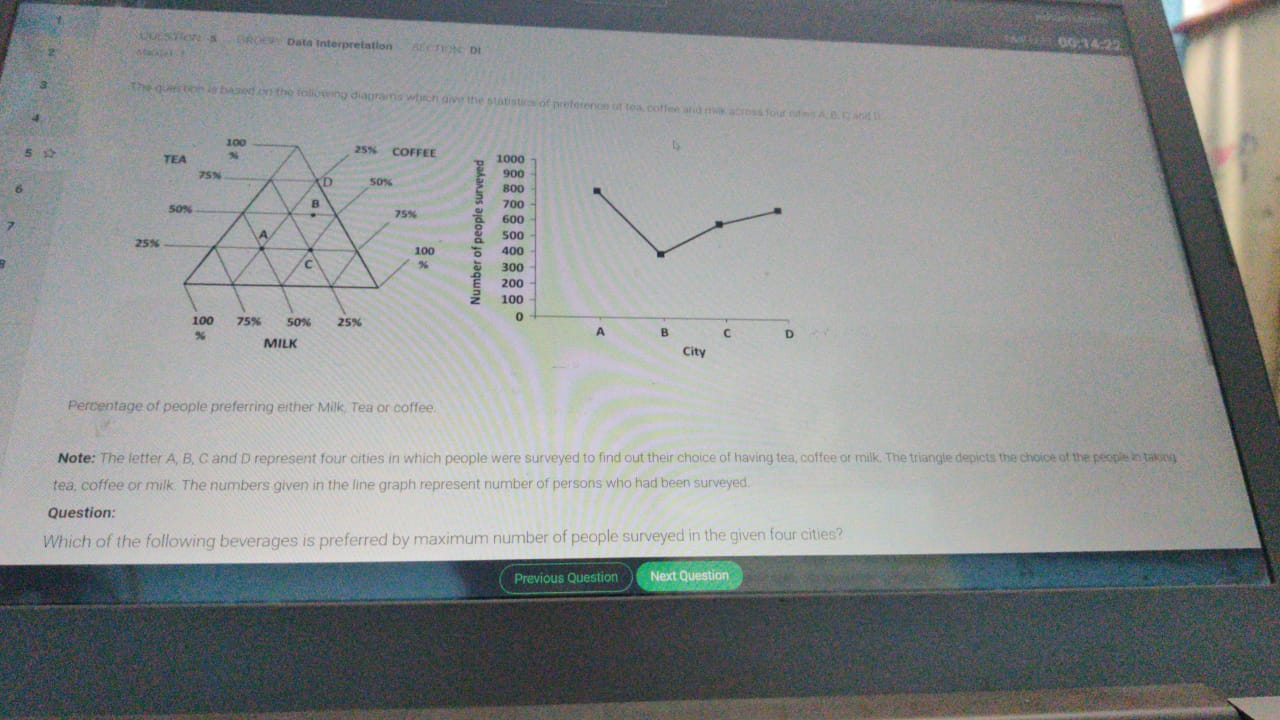 QUESTION: 5 GROUP: Data Interpretation SECTION: DI
00:14:22
The question is based on the following diagrams which give the statistics of preference of tea, coffee and milk across four cities A, B, C and D
1
2
3
4
5
6
7
8
TEA
100 %
75%
50%
25%
25% COFFEE
50%
75%
100 %
D
B
A
C
100 %
75%
50%
25%
MILK
Number of people surveyed
1000
900
800
700
600
500
400
300
200
100
0
A B C D
City
Percentage of people preferring either Milk, Tea or coffee.
Note: The letter A, B, C and D represent four cities in which people were surveyed to find out their choice of having tea, coffee or milk. The triangle depicts the choice of the people in taking
tea, coffee or milk. The numbers given in the line graph represent number of persons who had been surveyed.
Question:
Which of the following beverages is preferred by maximum number of people surveyed in the given four cities?
Previous Question Next Question